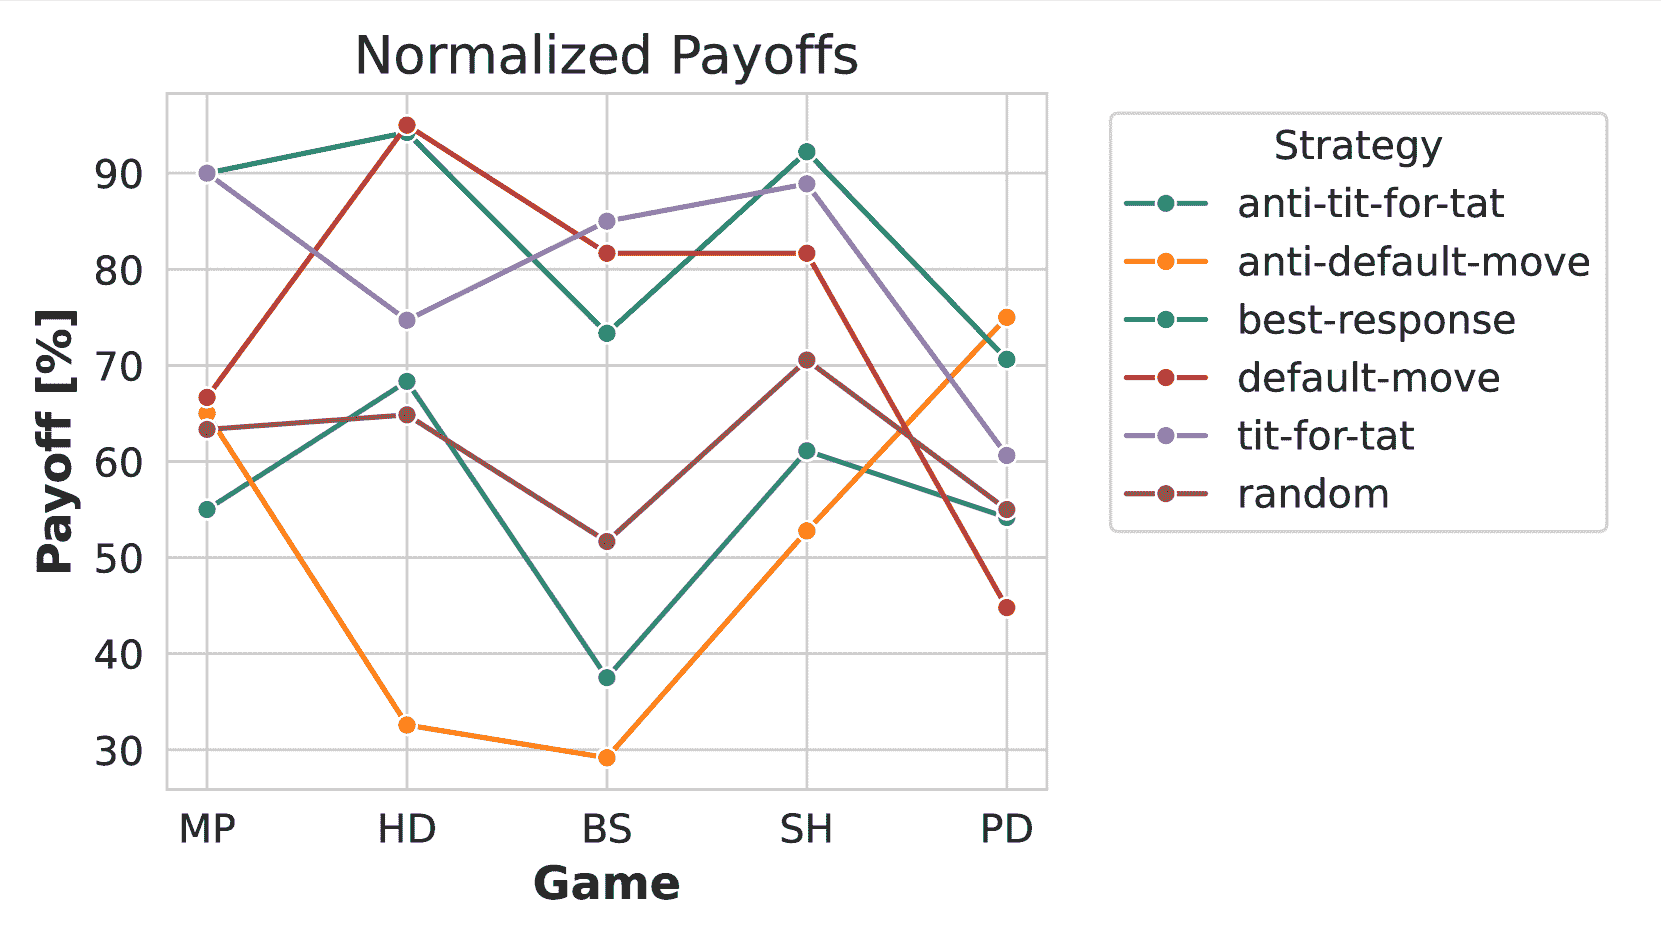 Normalized Payoffs
Payoff [%]
90
80
70
60
50
40
30
MP HD BS SH PD
Game
Strategy
anti-tit-for-tat
anti-default-move
best-response
default-move
tit-for-tat
random